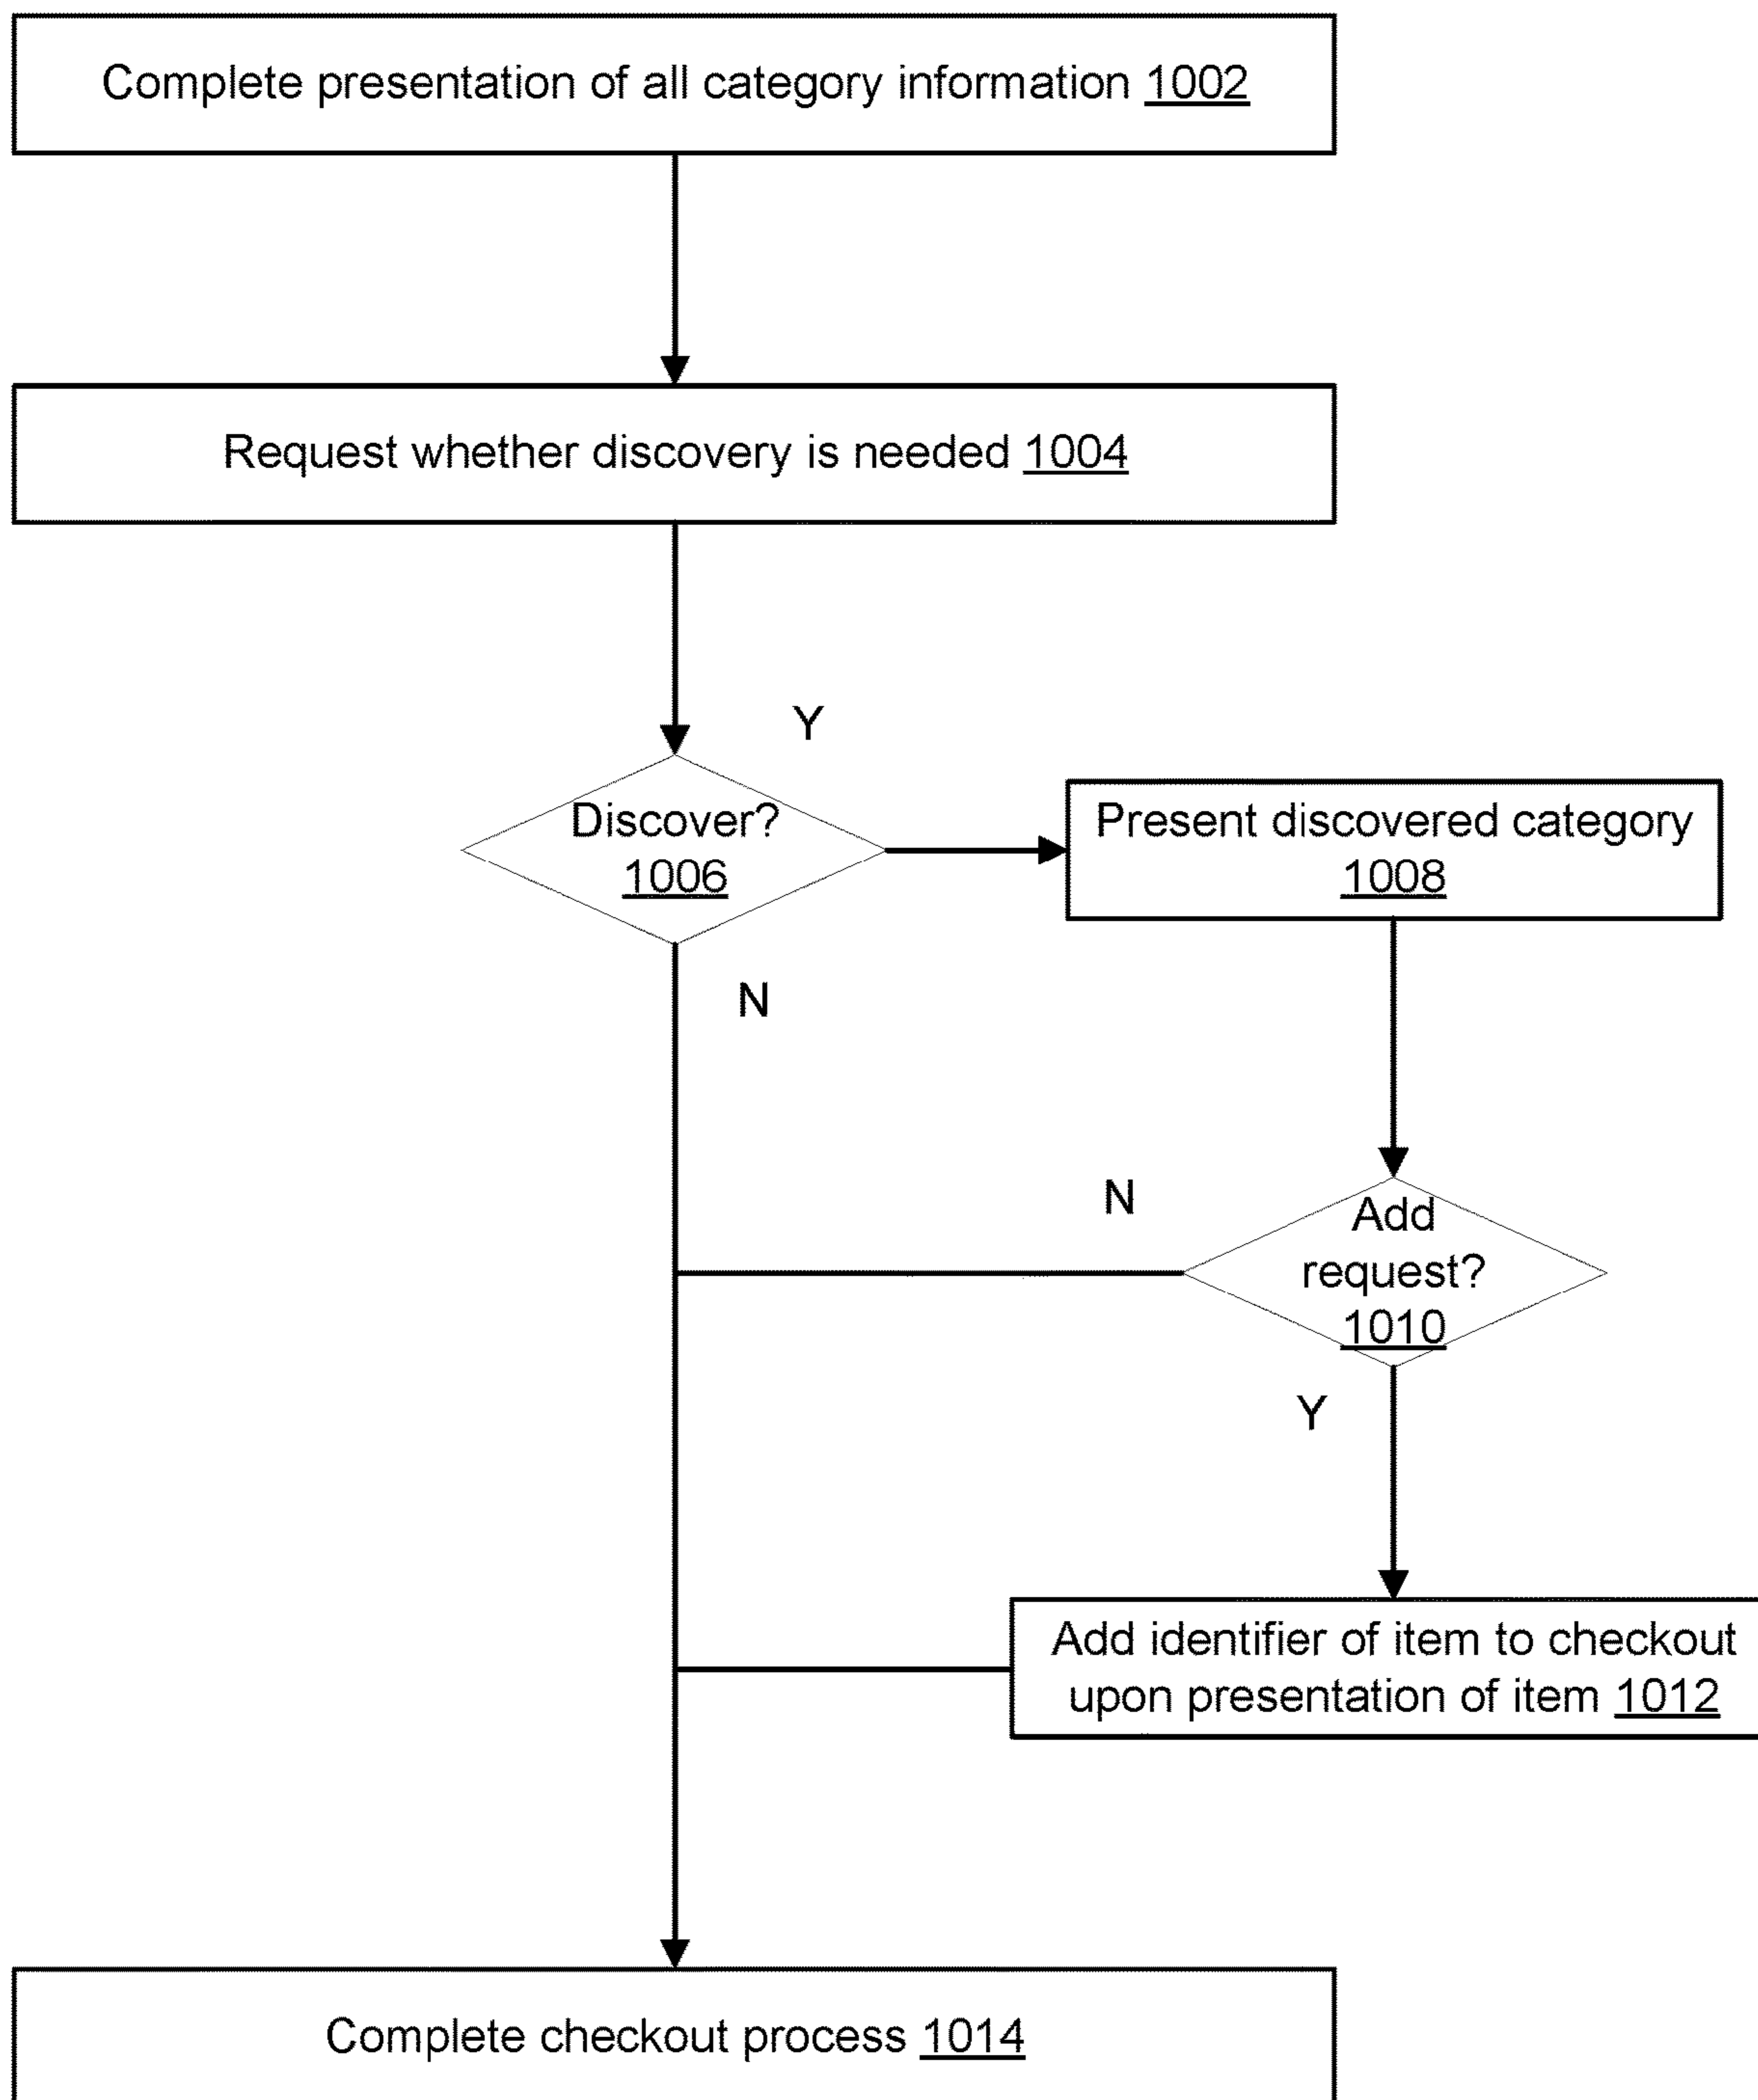 Complete presentation of all category information 1002
Request whether discovery is needed 1004
Y
Discover?
1006
Present discovered category
1008
N
N
Add
request?
1010
Y
Add identifier of item to checkout
upon presentation of item 1012
Complete checkout process 1014